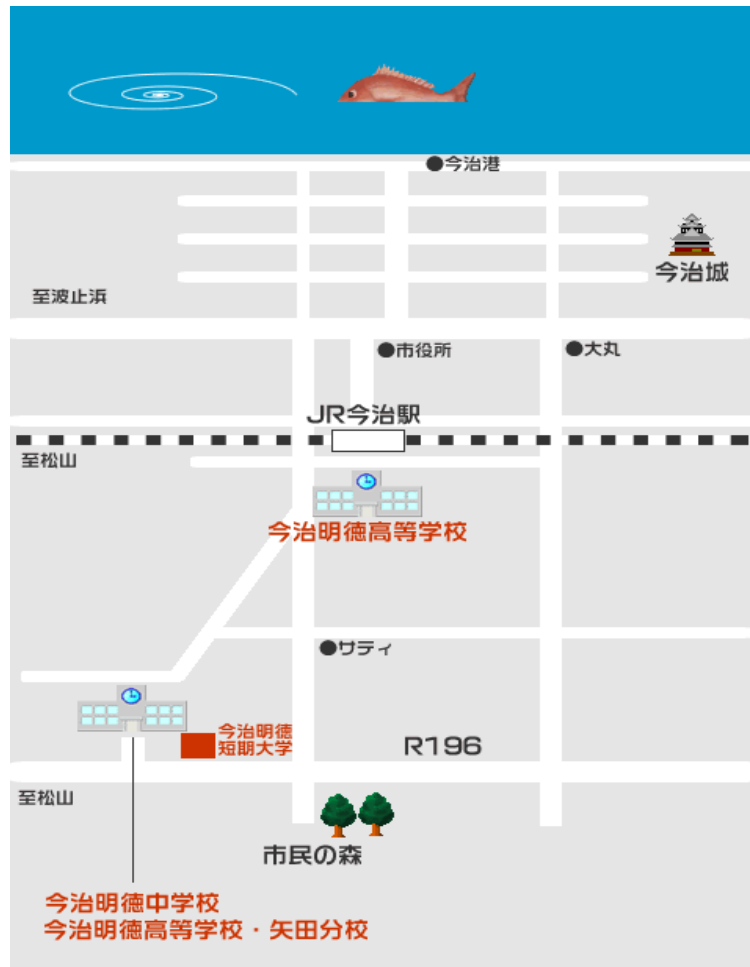 ●今治港
今治城
至波止浜
●市役所
●大丸
JR今治駅
至松山
今治明徳高等学校
●サティ
今治明徳
短期大学
R196
至松山
市民の森
今治明徳中学校
今治明徳高等学校・矢田分校